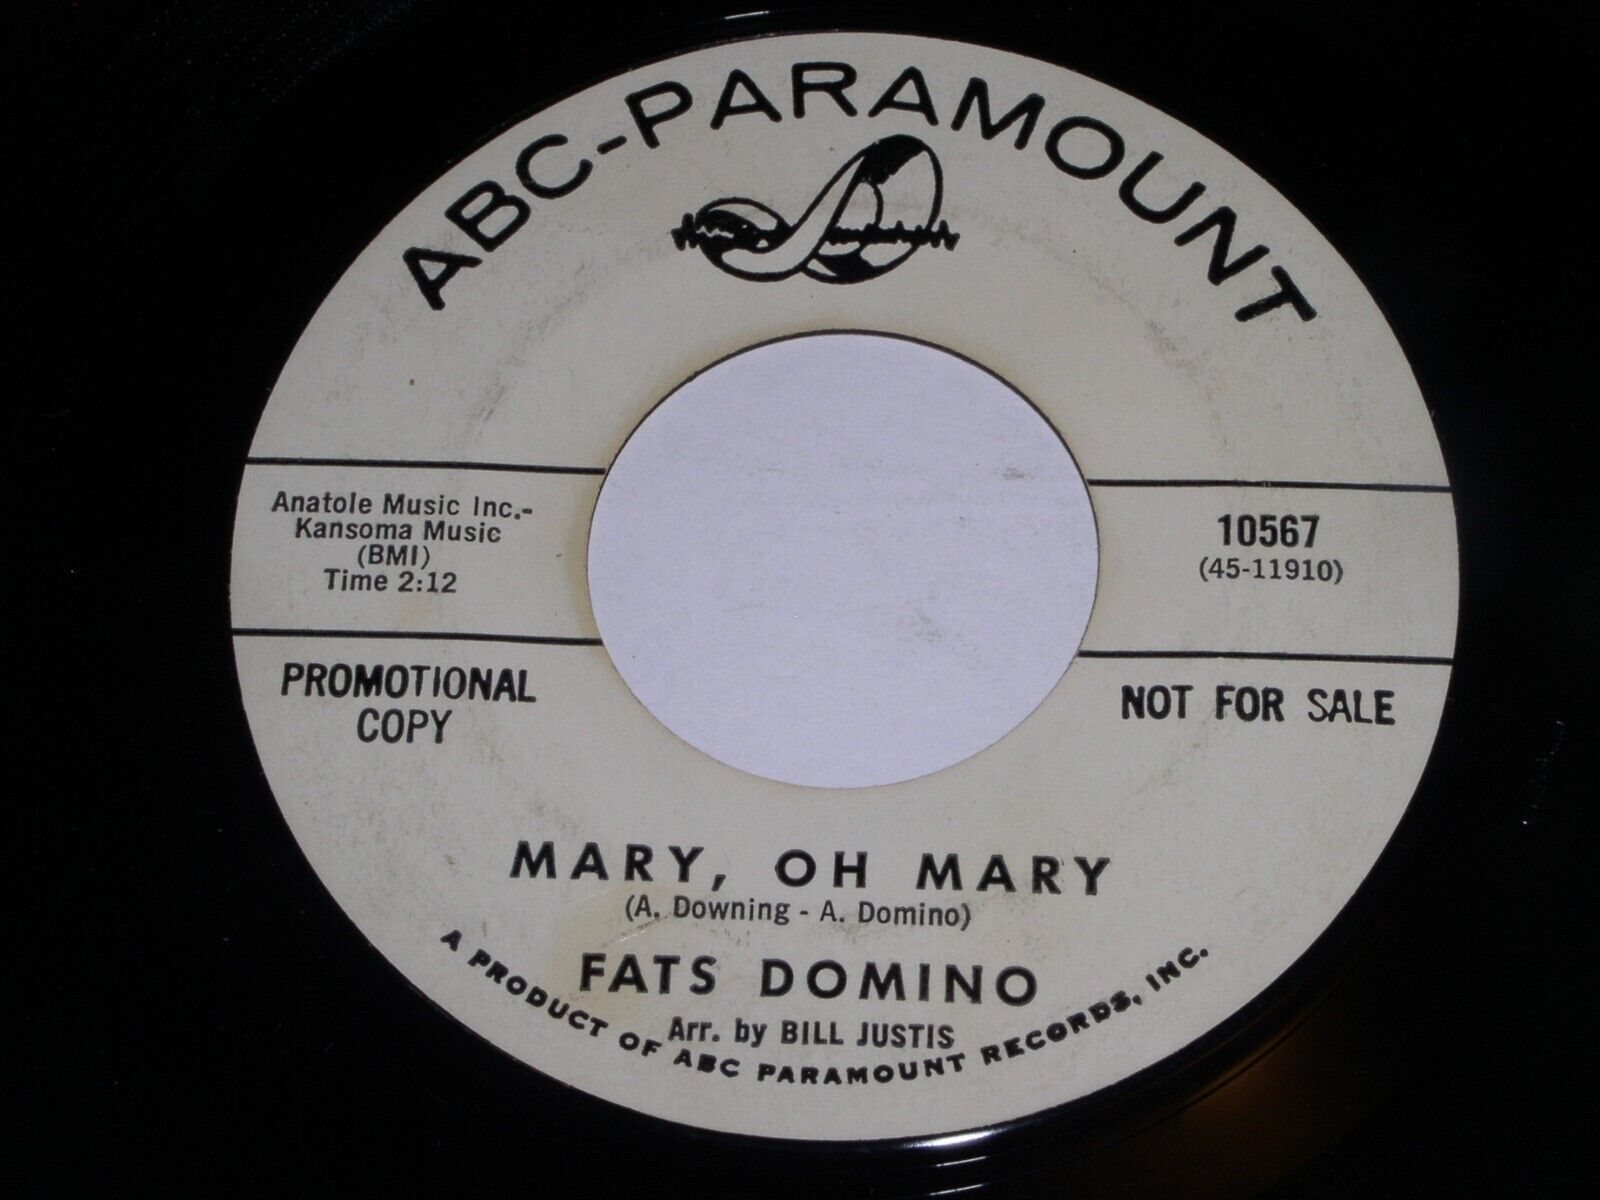 ABC-PARAMOUNT
Anatole Music Inc.-
Kansoma Music
(BMI)
Time 2:12
10567
(45-11910)
PROMOTIONAL
COPY
NOT FOR SALE
MARY, OH MARY
(A. Downing - A. Domino)
FATS DOMINO
Arr. by BILL JUSTIS
A PRODUCT OF ABC PARAMOUNT RECORDS, INC.